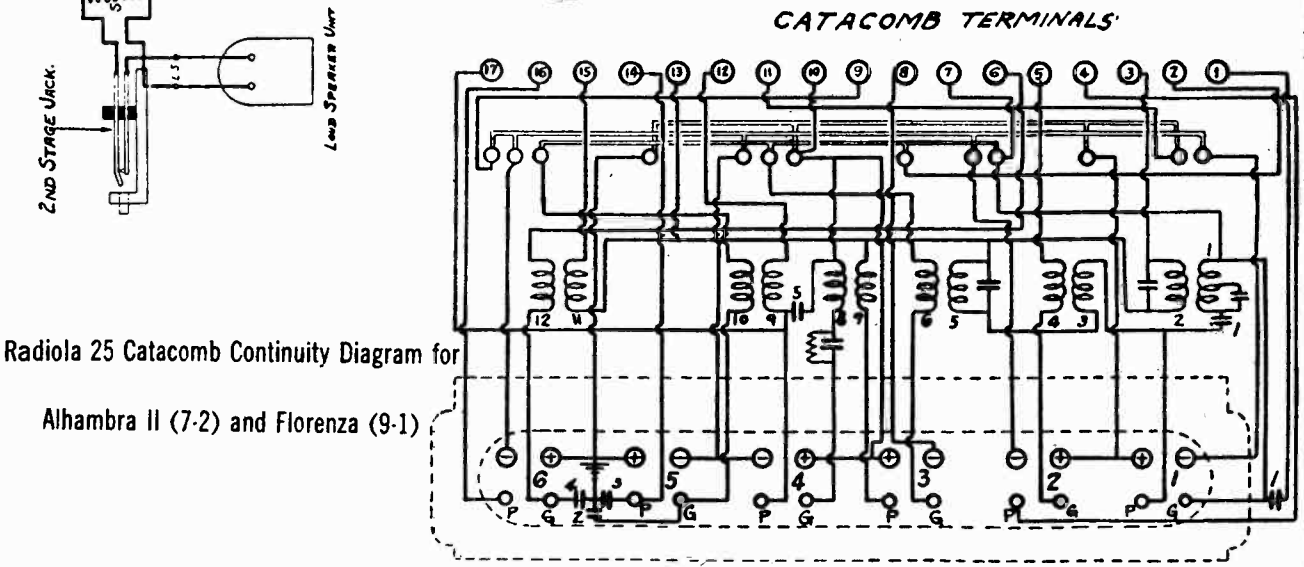 CATACOMB TERMINALS
LOUD SPEAKER UNIT
L S
2ND STAGE JACK.
17 16 15 14 13 12 11 10 9 8 7 6 5 4 3 2 1
12 11 10 9 5 8 7 6 5 4 3 2 1 1
Radiola 25 Catacomb Continuity Diagram for
Alhambra II (7-2) and Florenza (9-1)
- + + - - + + - - + + -
6 5 4 3 2 1
P G 4 2 3 P G P G P G P G P G 1